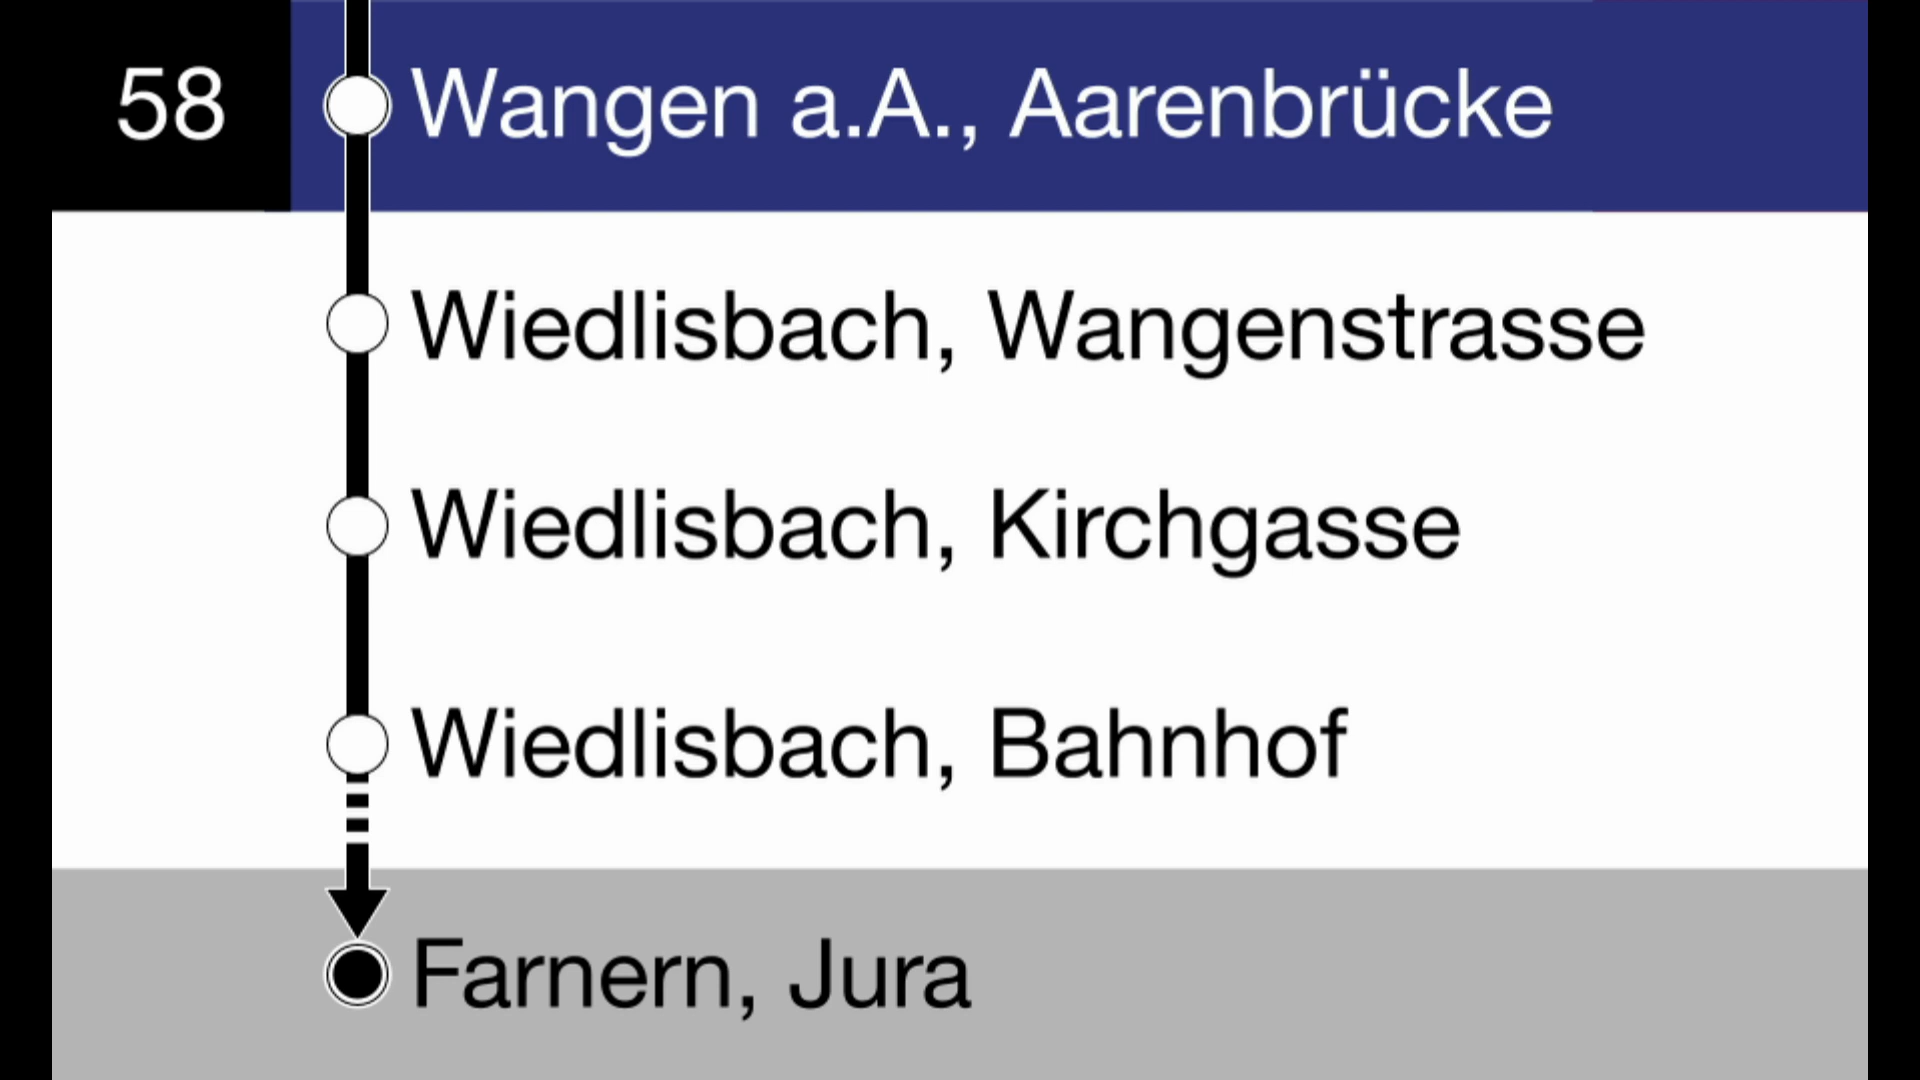 58 Wangen a.A., Aarenbrücke
Wiedlisbach, Wangenstrasse
Wiedlisbach, Kirchgasse
Wiedlisbach, Bahnhof
Farnern, Jura